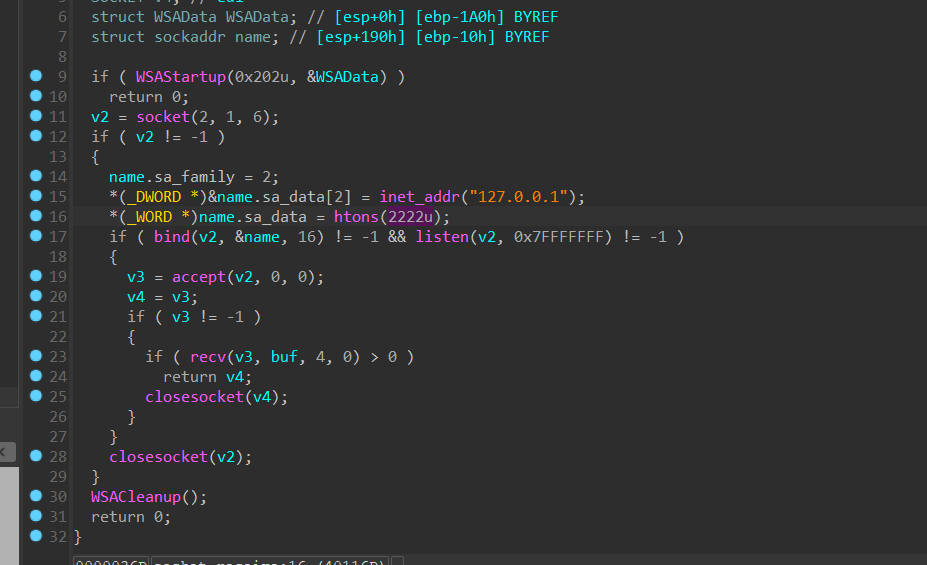 6 struct WSAData WSAData; // [esp+0h] [ebp-1A0h] BYREF
7 struct sockaddr name; // [esp+190h] [ebp-10h] BYREF
8
9 if ( WSAStartup(0x202u, &WSAData) )
10 return 0;
11 v2 = socket(2, 1, 6);
12 if ( v2 != -1 )
13 {
14 name.sa_family = 2;
15 *(_DWORD *)&name.sa_data[2] = inet_addr("127.0.0.1");
16 *(_WORD *)name.sa_data = htons(2222u);
17 if ( bind(v2, &name, 16) != -1 && listen(v2, 0x7FFFFFFF) != -1 )
18 {
19 v3 = accept(v2, 0, 0);
20 v4 = v3;
21 if ( v3 != -1 )
22 {
23 if ( recv(v3, buf, 4, 0) > 0 )
24 return v4;
25 closesocket(v4);
26 }
27 }
28 closesocket(v2);
29 }
30 WSACleanup();
31 return 0;
32 }